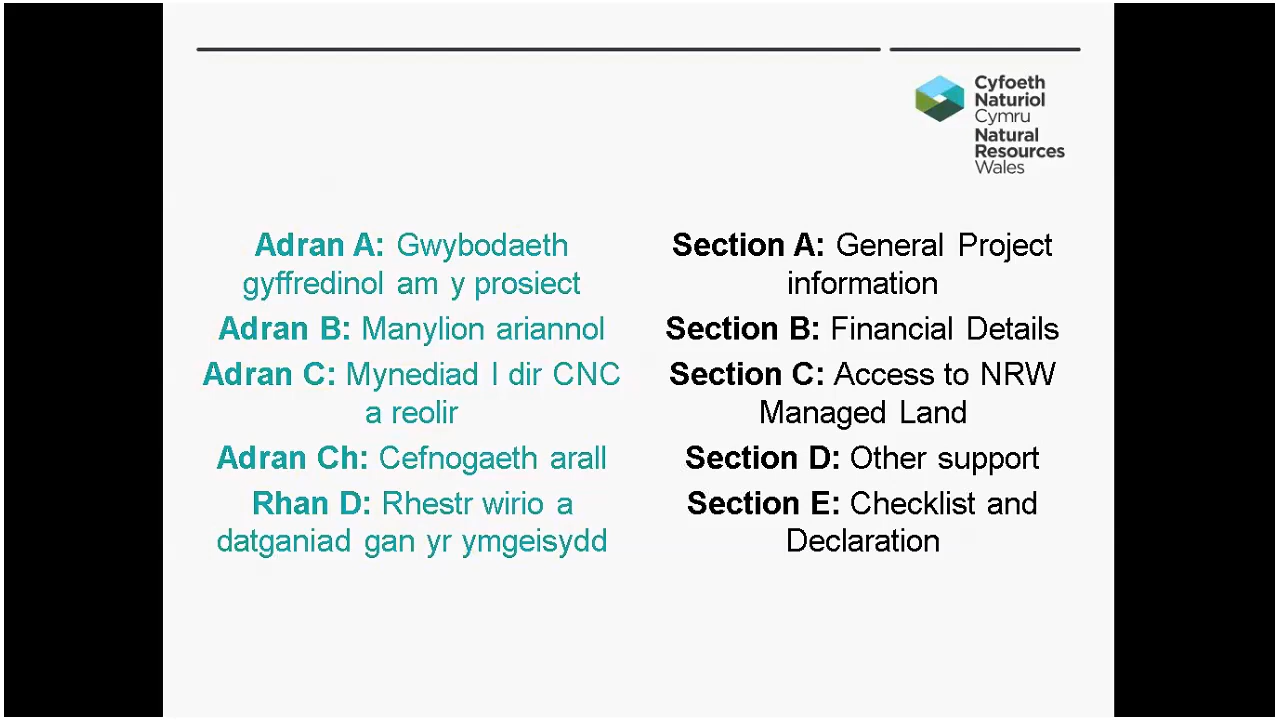 Cyfoeth
Naturiol
Cymru
Natural
Resources
Wales
Adran A: Gwybodaeth
gyffredinol am y prosiect
Adran B: Manylion ariannol
Adran C: Mynediad I dir CNC
a reolir
Adran Ch: Cefnogaeth arall
Rhan D: Rhestr wirio a
datganiad gan yr ymgeisydd
Section A: General Project
information
Section B: Financial Details
Section C: Access to NRW
Managed Land
Section D: Other support
Section E: Checklist and
Declaration